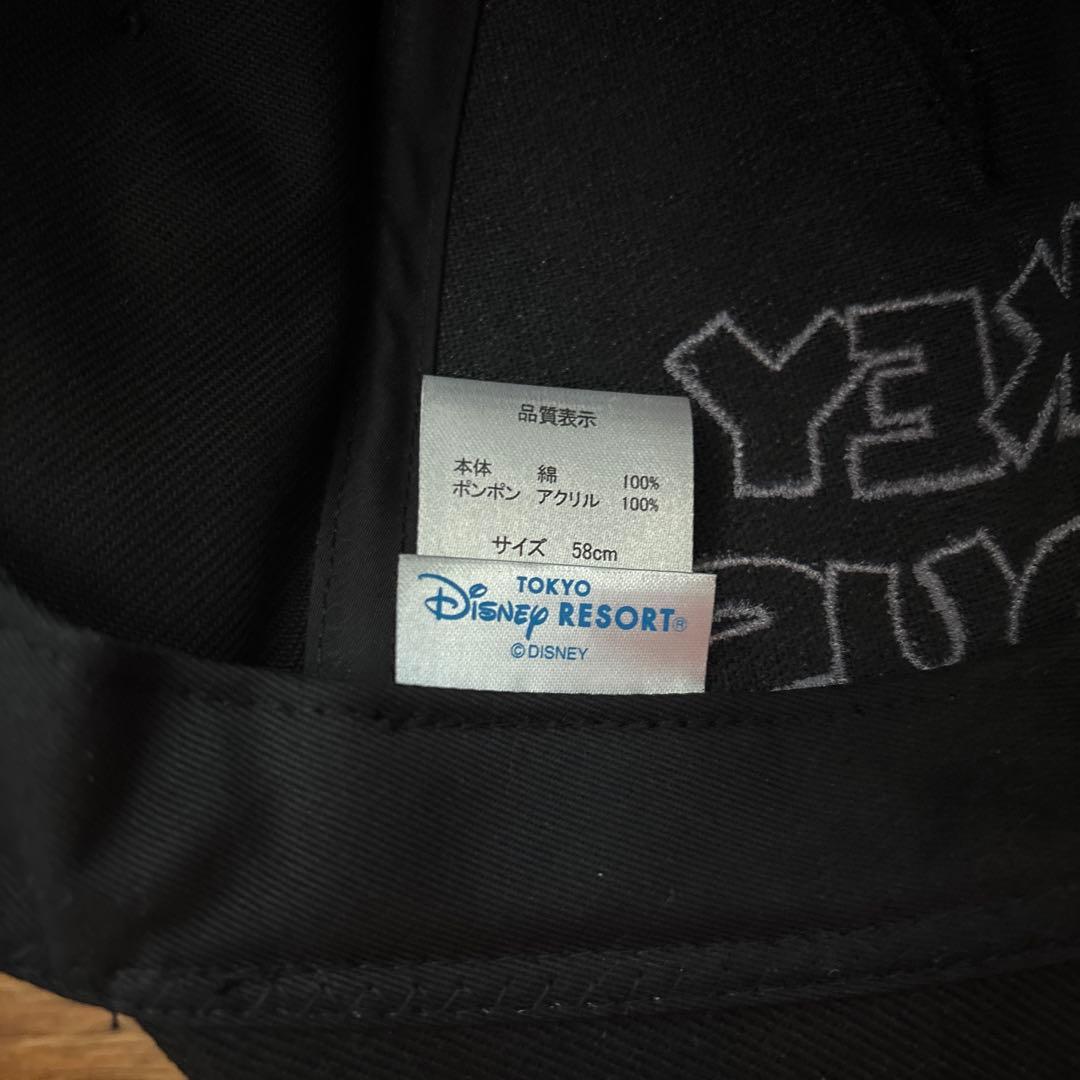 品質表示
本体 綿 100%
ポンポン アクリル 100%
サイズ 58cm
TOKYO
Disney RESORT®
©DISNEY